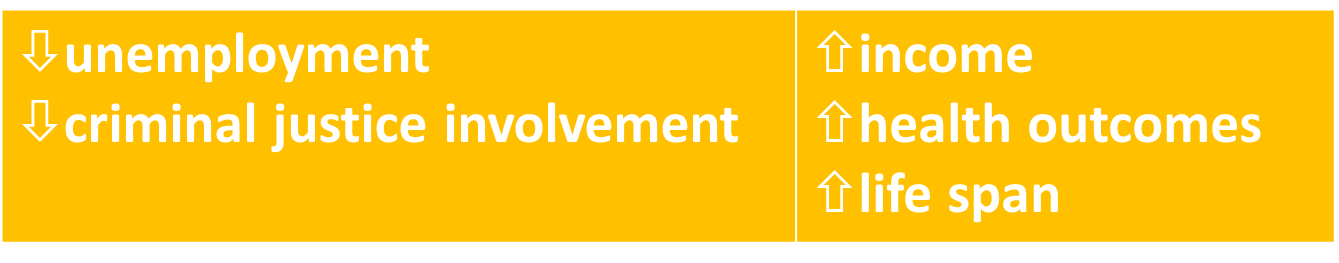 ⇩unemployment
⇩criminal justice involvement
⇧income
⇧health outcomes
⇧life span